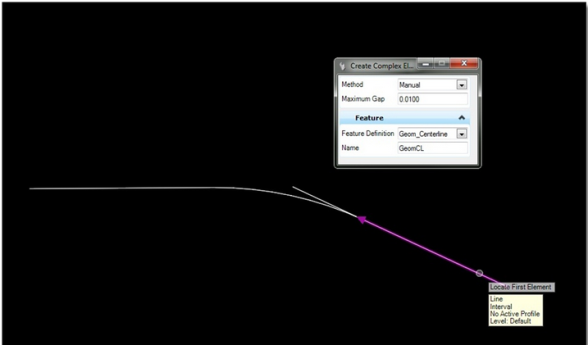 Create Complex El...
Method Manual
Maximum Gap 0.0100
Feature
Feature Definition Geom_Centerline
Name GeomCL
Locate First Element
Line
Interval
No Active Profile
Level: Default